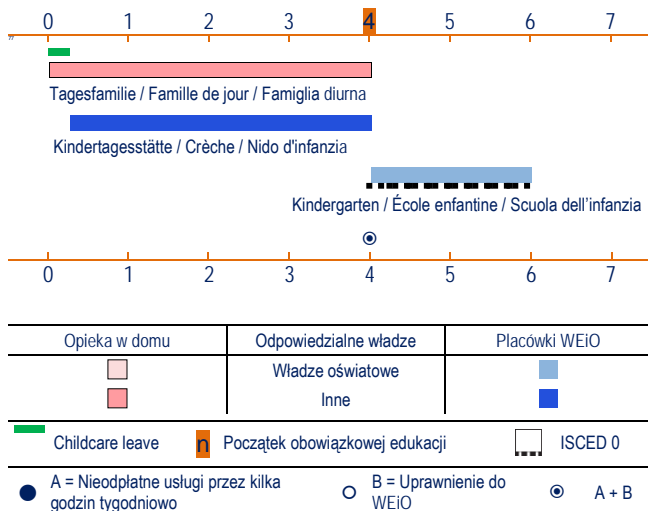 0 1 2 3 4 5 6 7
Tagesfamilie / Famille de jour / Famiglia diurna
Kindertagesstätte / Crèche / Nido d'infanzia
Kindergarten / École enfantine / Scuola dell'infanzia
0 1 2 3 4 5 6 7
Opieka w domu Odpowiedzialne władze Placówki WEiO
Władze oświatowe
Inne
Childcare leave n Początek obowiązkowej edukacji ISCED 0
A = Nieodpłatne usługi przez kilka
godzin tygodniowo
B = Uprawnienie do
WEiO
A + B